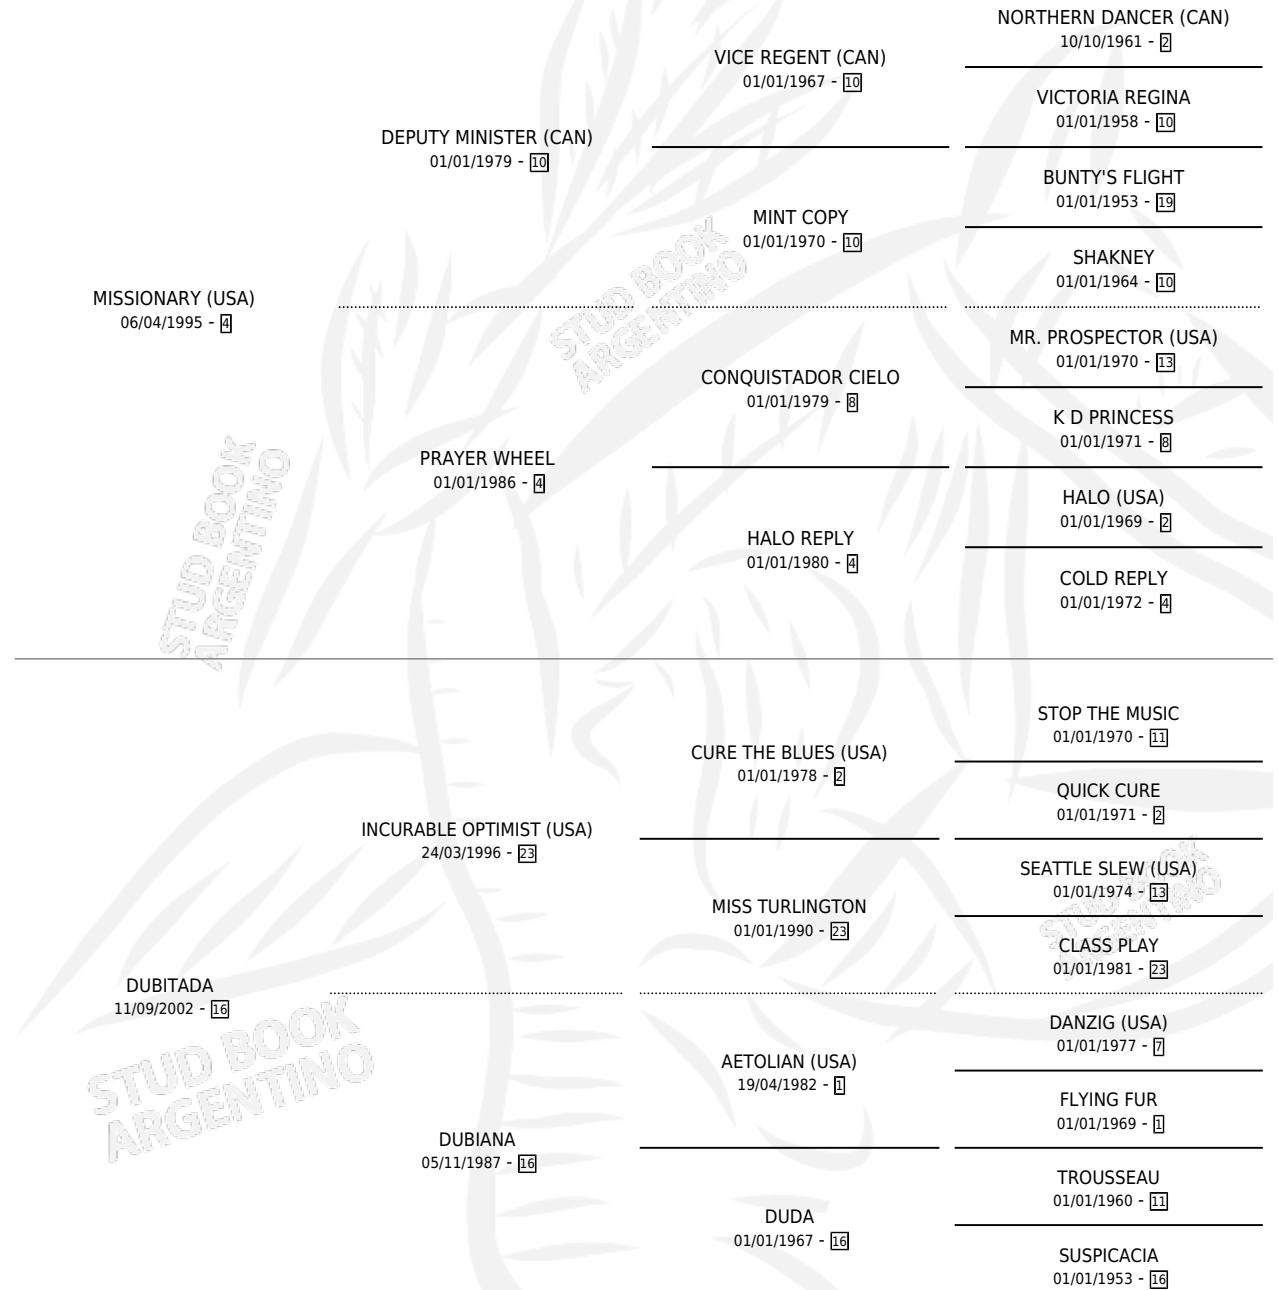 NORTHERN DANCER (CAN)
10/10/1961 - 2
VICE REGENT (CAN)
01/01/1967 - 10
VICTORIA REGINA
01/01/1958 - 10
DEPUTY MINISTER (CAN)
01/01/1979 - 10
BUNTY'S FLIGHT
01/01/1953 - 19
MINT COPY
01/01/1970 - 10
SHAKNEY
01/01/1964 - 10
MISSIONARY (USA)
06/04/1995 - 4
MR. PROSPECTOR (USA)
01/01/1970 - 13
CONQUISTADOR CIELO
01/01/1979 - 8
K D PRINCESS
01/01/1971 - 8
PRAYER WHEEL
01/01/1986 - 4
HALO (USA)
01/01/1969 - 2
HALO REPLY
01/01/1980 - 4
COLD REPLY
01/01/1972 - 4
STOP THE MUSIC
01/01/1970 - 11
CURE THE BLUES (USA)
01/01/1978 - 2
QUICK CURE
01/01/1971 - 2
INCURABLE OPTIMIST (USA)
24/03/1996 - 23
SEATTLE SLEW (USA)
01/01/1974 - 13
MISS TURLINGTON
01/01/1990 - 23
CLASS PLAY
01/01/1981 - 23
DUBITADA
11/09/2002 - 16
DANZIG (USA)
01/01/1977 - 7
AETOLIAN (USA)
19/04/1982 - 1
FLYING FUR
01/01/1969 - 1
DUBIANA
05/11/1987 - 16
TROUSSEAU
01/01/1960 - 11
DUDA
01/01/1967 - 16
SUSPICACIA
01/01/1953 - 16
STUD BOOK
ARGENTINO
STUD BOOK
ARGENTINO
STUD BOOK
ARGENTINO
STUD BOOK
ARGENTINO